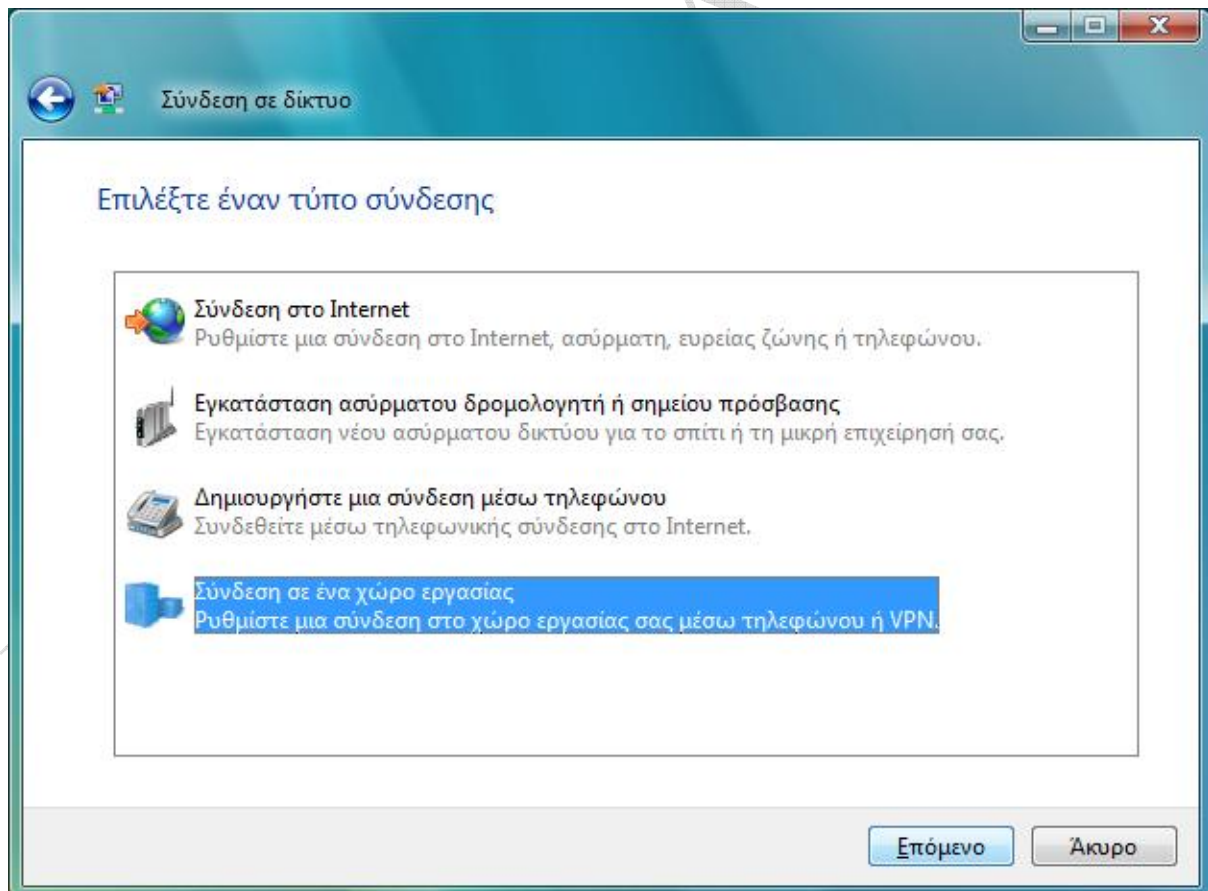 Σύνδεση σε δίκτυο
Επιλέξτε έναν τύπο σύνδεσης
Σύνδεση στο Internet
Ρυθμίστε μια σύνδεση στο Internet, ασύρματη, ευρείας ζώνης ή τηλεφώνου.
Εγκατάσταση ασύρματου δρομολογητή ή σημείου πρόσβασης
Εγκατάσταση νέου ασύρματου δικτύου για το σπίτι ή τη μικρή επιχείρησή σας.
Δημιουργήστε μια σύνδεση μέσω τηλεφώνου
Συνδεθείτε μέσω τηλεφωνικής σύνδεσης στο Internet.
Σύνδεση σε ένα χώρο εργασίας
Ρυθμίστε μια σύνδεση στο χώρο εργασίας σας μέσω τηλεφώνου ή VPN.
Επόμενο
Άκυρο